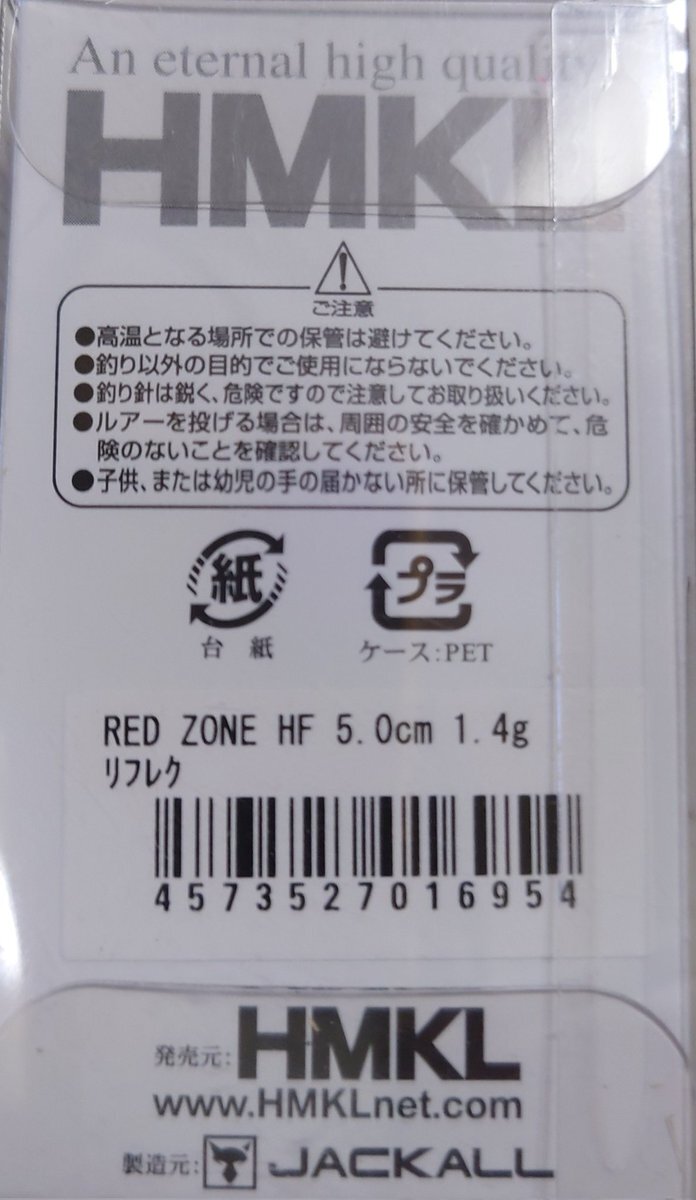 An eternal high quality
HMKL
ご注意
●高温となる場所での保管は避けてください。
●釣り以外の目的でご使用にならないでください。
●釣り針は鋭く、危険ですので注意してお取り扱いください。
●ルアーを投げる場合は、周囲の安全を確かめて、危
険のないことを確認してください。
●子供、または幼児の手の届かない所に保管してください。
紙 プラ
台紙 ケース:PET
RED ZONE HF 5.0cm 1.4g
リフレク
4573527016954
発売元:HMKL
www.HMKLnet.com
製造元:JACKALL